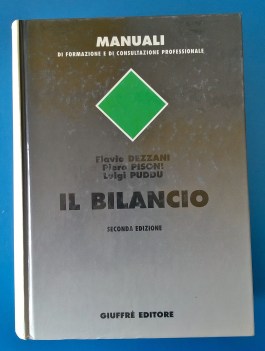 MANUALI
DI FORMAZIONE E DI CONSULTAZIONE PROFESSIONALE
Flavio DEZZANI
Piero PISONI
Luigi PUDDU
IL BILANCIO
SECONDA EDIZIONE
GIUFFRÈ EDITORE